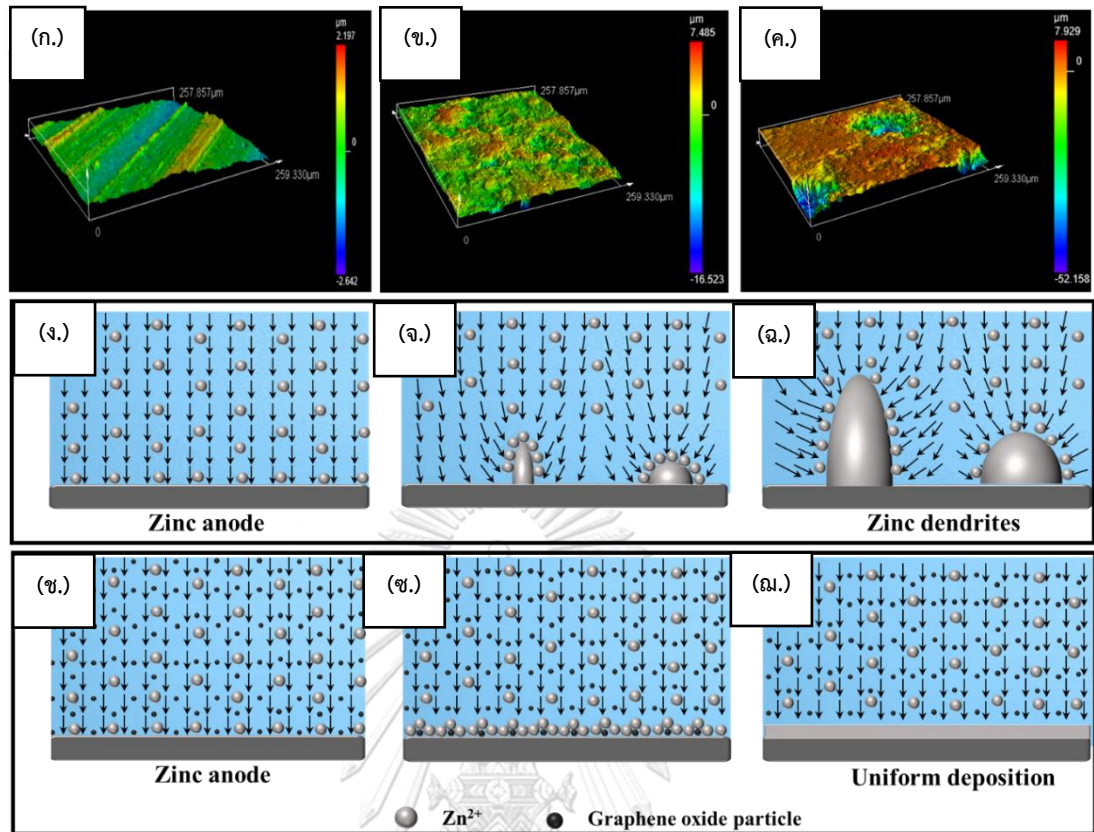 (ก.)
µm
2.197
0
-2.642
257.857µm
259.330µm
0
(ข.)
µm
7.485
0
-16.523
257.857µm
259.330µm
0
(ค.)
µm
7.929
0
-52.158
257.857µm
259.330µm
0
(ง.)
Zinc anode
(จ.)
(ฉ.)
Zinc dendrites
(ช.)
Zinc anode
(ซ.)
(ฌ.)
Uniform deposition
Zn²⁺
Graphene oxide particle